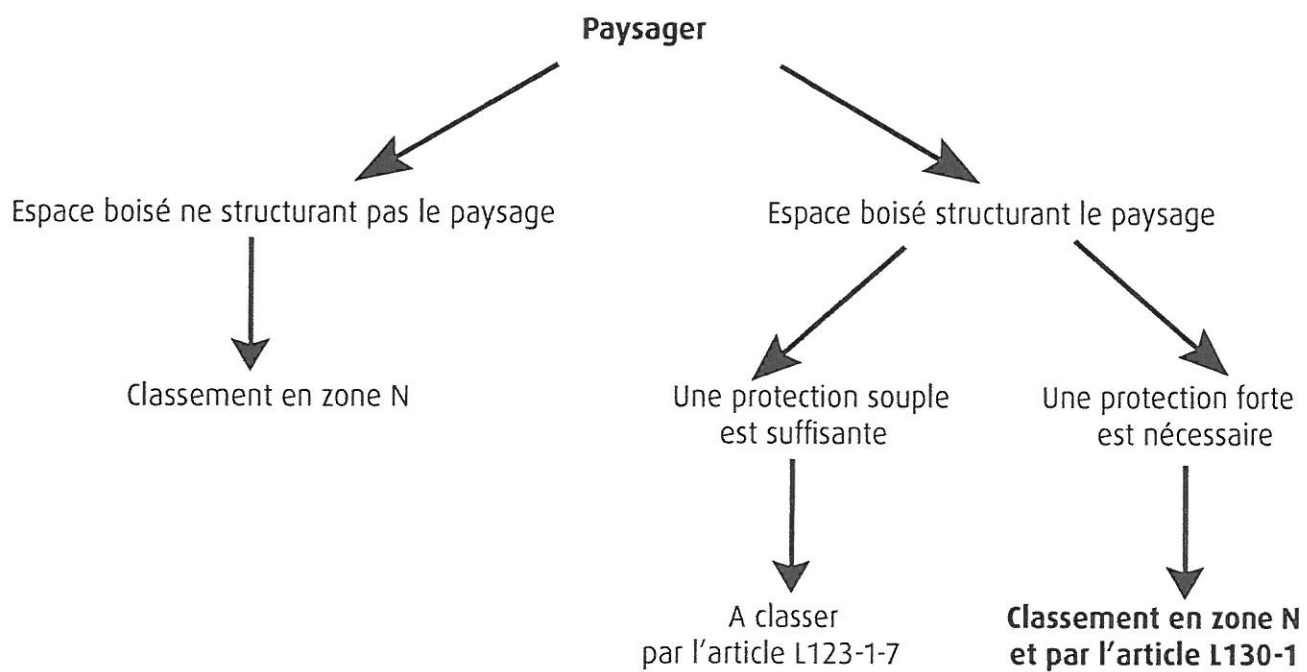 Paysager
Espace boisé ne structurant pas le paysage
Espace boisé structurant le paysage
Classement en zone N
Une protection souple
est suffisante
Une protection forte
est nécessaire
A classer
par l'article L123-1-7
Classement en zone N
et par l'article L130-1